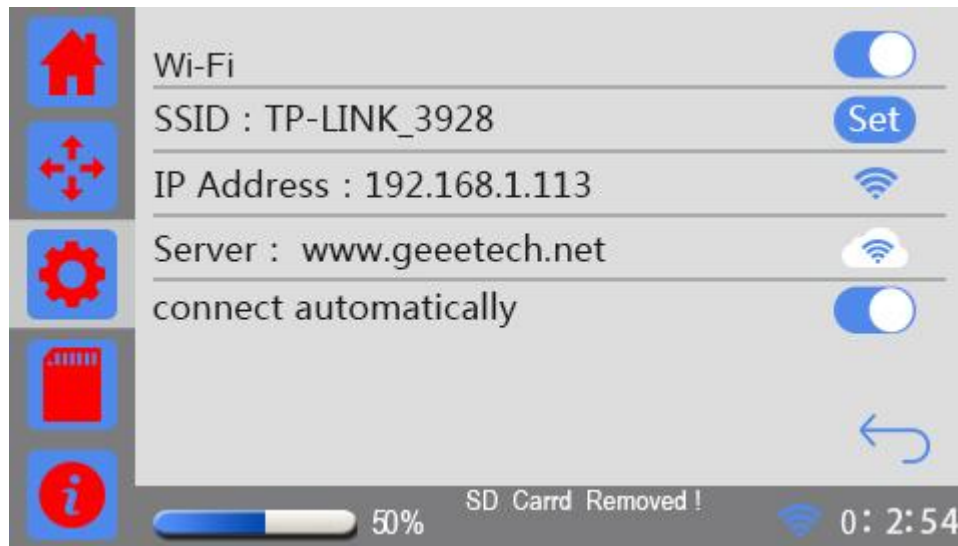 Wi-Fi
SSID : TP-LINK_3928
Set
IP Address : 192.168.1.113
Server : www.geeetech.net
connect automatically
i
50%
SD Carrd Removed !
0: 2:54